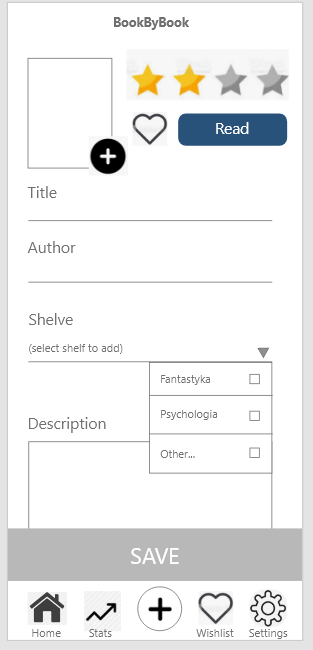 BookByBook
Read
Title
Author
Shelve
(select shelf to add)
Fantastyka
Psychologia
Other...
Description
SAVE
Home
Stats
Wishlist
Settings